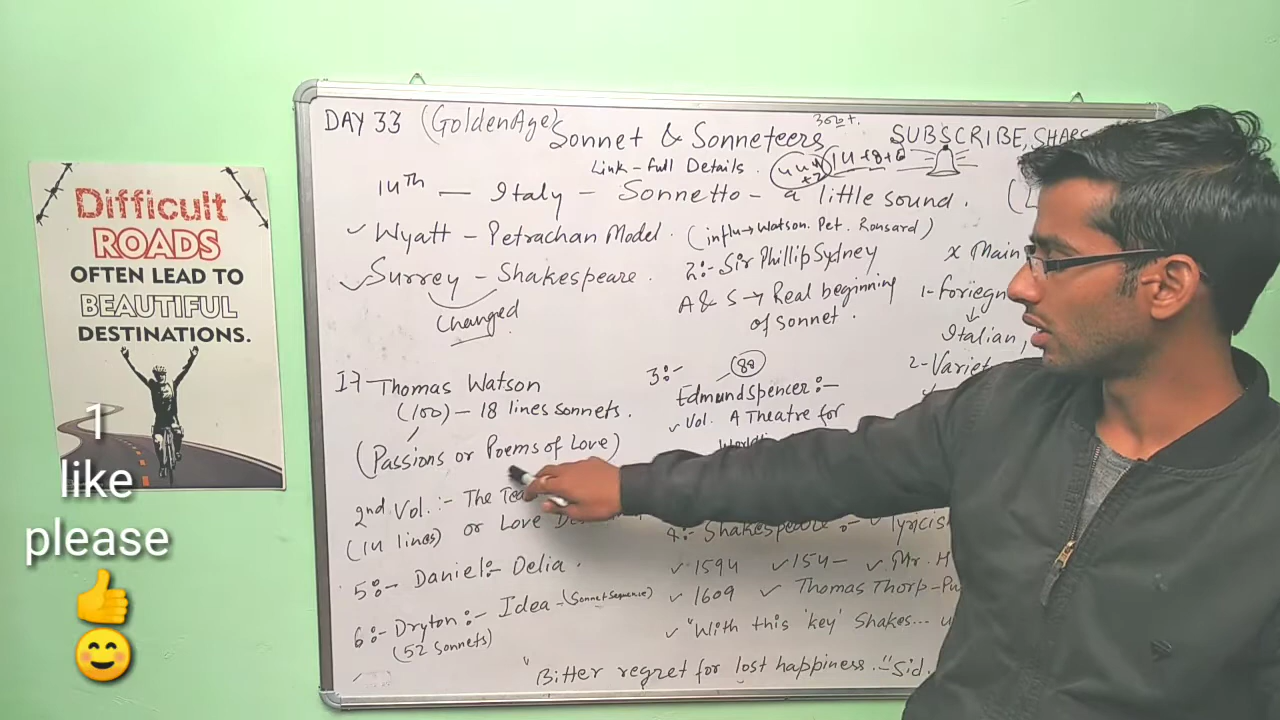 Difficult
ROADS
OFTEN LEAD TO
BEAUTIFUL
DESTINATIONS.
1
like
please
DAY 33 (GoldenAge) Sonnet & Sonneteers
SUBSCRIBE, SHARE
Link - Full Details.
14th — Italy - Sonnetto - a little sound.
Wyatt - Petrachan Model. (influ→ Watson. Pet. Ronsard)
Surrey - Shakespeare.
Changed
2:- Sir Phillip Sydney
A & S → Real beginning
of sonnet.
x Main
1- Foriegn
Italian
2- Variet
Thomas Watson
(100) - 18 lines sonnets.
(Passions or Poems of Love)
2nd Vol. :- The Tea
(14 lines) or Love
3:-
88
Edmund Spencer :-
Vol. A Theatre for
4:- Shakespeare :- Lyricis
1594 154 - Mr. H
1609 Thomas Thorp - Pu
"With this 'key' Shakes...
5:- Daniel:- Delia.
6:- Dryton :- Idea - (Sonnet Sequence)
(52 Sonnets)
"Bitter regret for lost happiness." Sid.